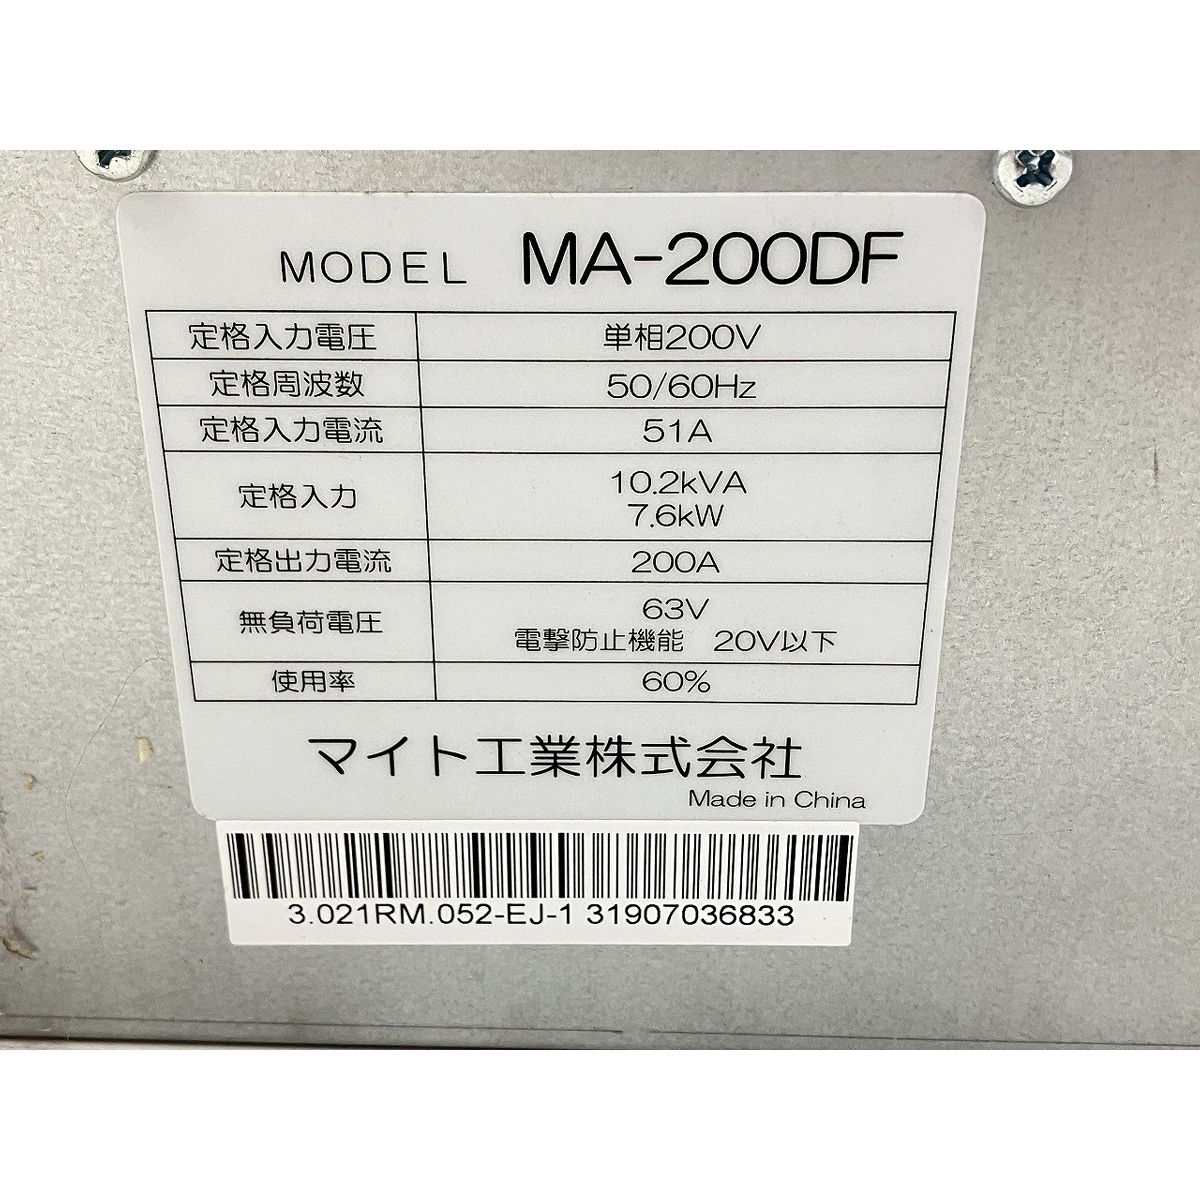 MODEL MA-200DF
定格入力電圧 単相200V
定格周波数 50/60Hz
定格入力電流 51A
定格入力 10.2kVA
7.6kW
定格出力電流 200A
無負荷電圧 63V
電撃防止機能 20V以下
使用率 60%
マイト工業株式会社
Made in China
3.021RM.052-EJ-1 31907036833